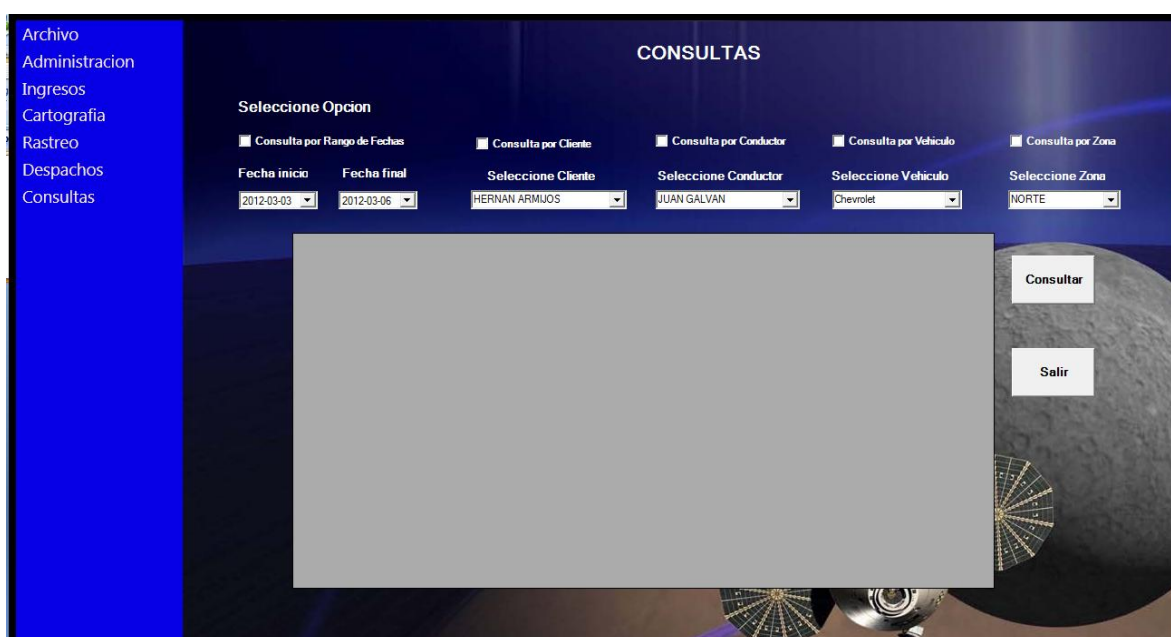 Archivo
Administracion
Ingresos
Cartografia
Rastreo
Despachos
Consultas
CONSULTAS
Seleccione Opcion
Consulta por Rango de Fechas
Consulta por Cliente
Consulta por Conductor
Consulta por Vehiculo
Consulta por Zona
Fecha inicio
Fecha final
Seleccione Cliente
Seleccione Conductor
Seleccione Vehiculo
Seleccione Zona
2012-03-03
2012-03-06
HERNAN ARMIJOS
JUAN GALVAN
Chevrolet
NORTE
Consultar
Salir